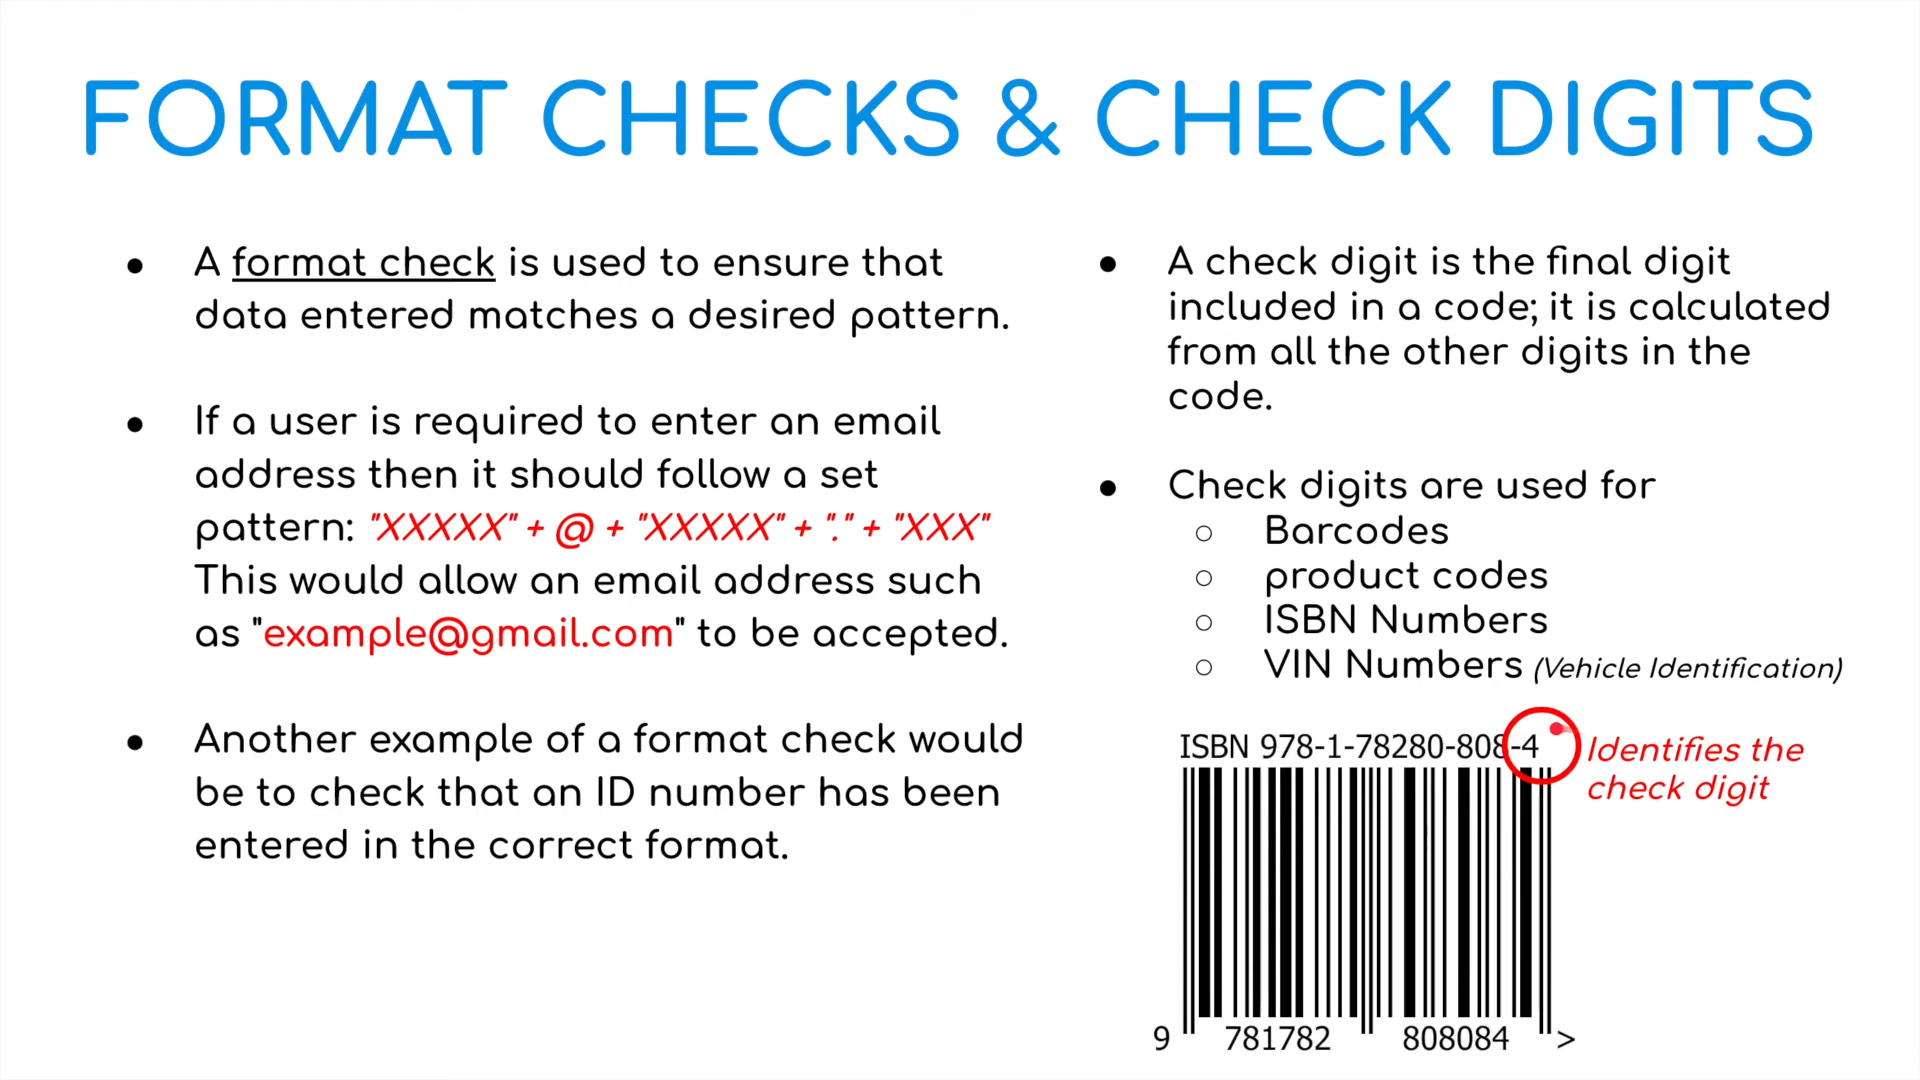 FORMAT CHECKS & CHECK DIGITS
● A format check is used to ensure that
data entered matches a desired pattern.
● If a user is required to enter an email
address then it should follow a set
pattern: "XXXXX" + @ + "XXXXX" + "." + "XXX"
This would allow an email address such
as "example@gmail.com" to be accepted.
● Another example of a format check would
be to check that an ID number has been
entered in the correct format.
● A check digit is the final digit
included in a code; it is calculated
from all the other digits in the
code.
● Check digits are used for
○ Barcodes
○ product codes
○ ISBN Numbers
○ VIN Numbers (Vehicle Identification)
ISBN 978-1-78280-808-4
Identifies the
check digit
9 781782 808084 >